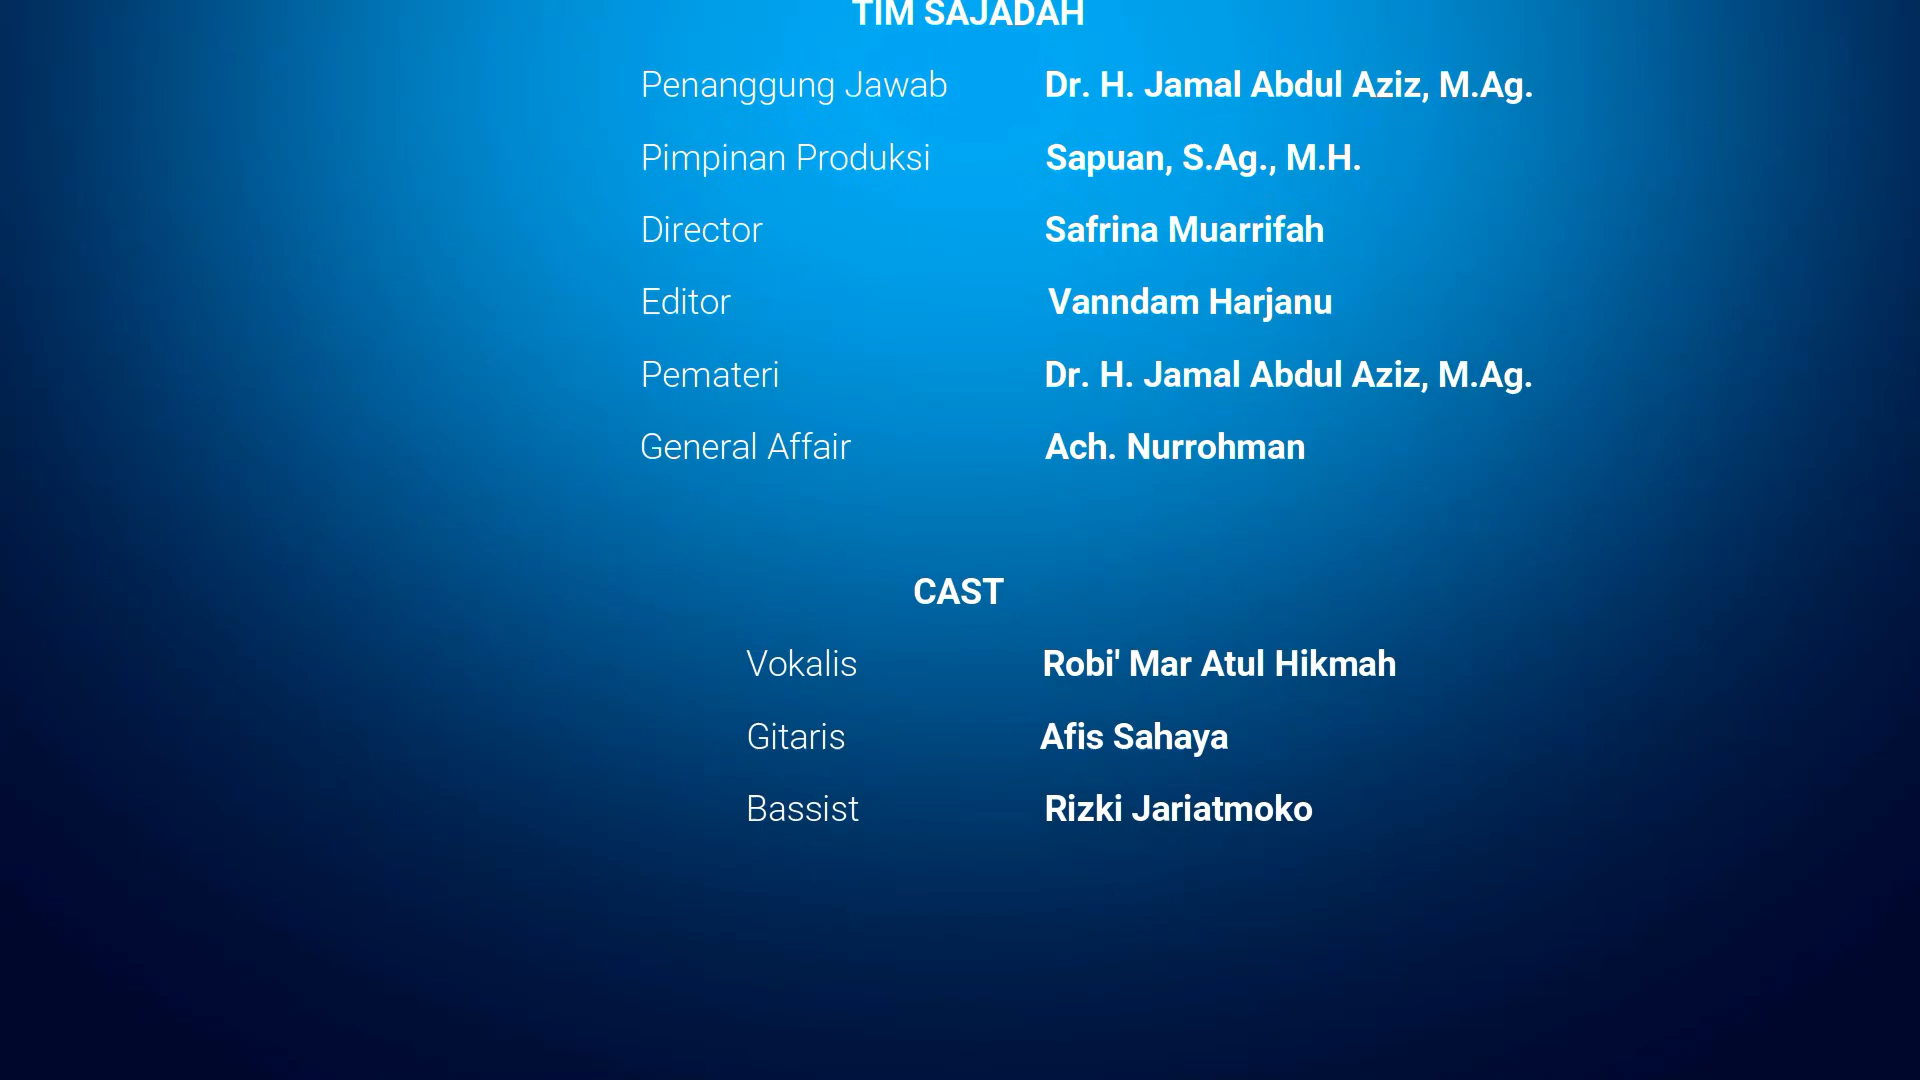 TIM SAJADAH
Penanggung Jawab Dr. H. Jamal Abdul Aziz, M.Ag.
Pimpinan Produksi Sapuan, S.Ag., M.H.
Director Safrina Muarrifah
Editor Vanndam Harjanu
Pemateri Dr. H. Jamal Abdul Aziz, M.Ag.
General Affair Ach. Nurrohman
CAST
Vokalis Robi' Mar Atul Hikmah
Gitaris Afis Sahaya
Bassist Rizki Jariatmoko